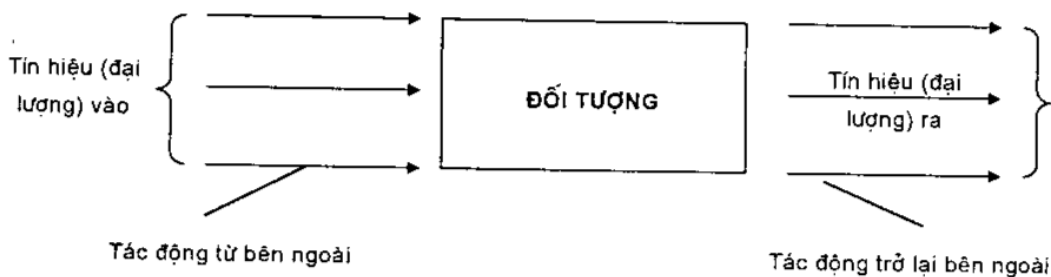 Tín hiệu (đại
lượng) vào
ĐỐI TƯỢNG
Tín hiệu (đại
lượng) ra
Tác động từ bên ngoài
Tác động trở lại bên ngoài